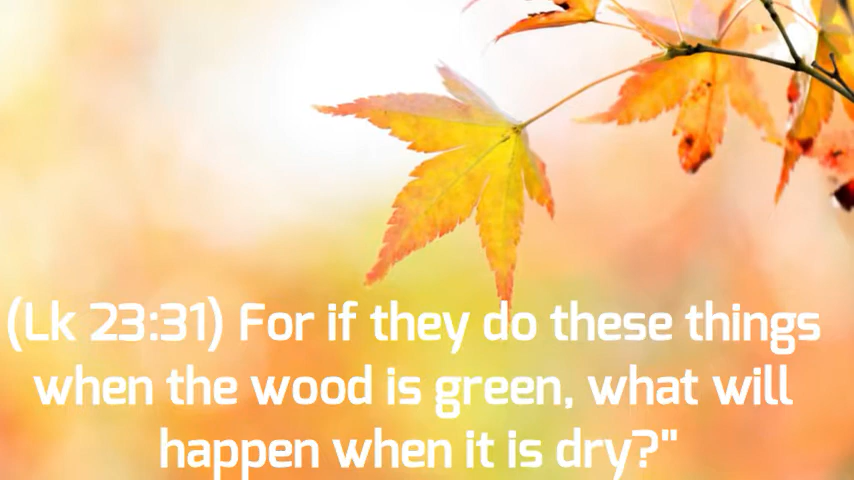 (Lk 23:31) For if they do these things
when the wood is green, what will
happen when it is dry?"